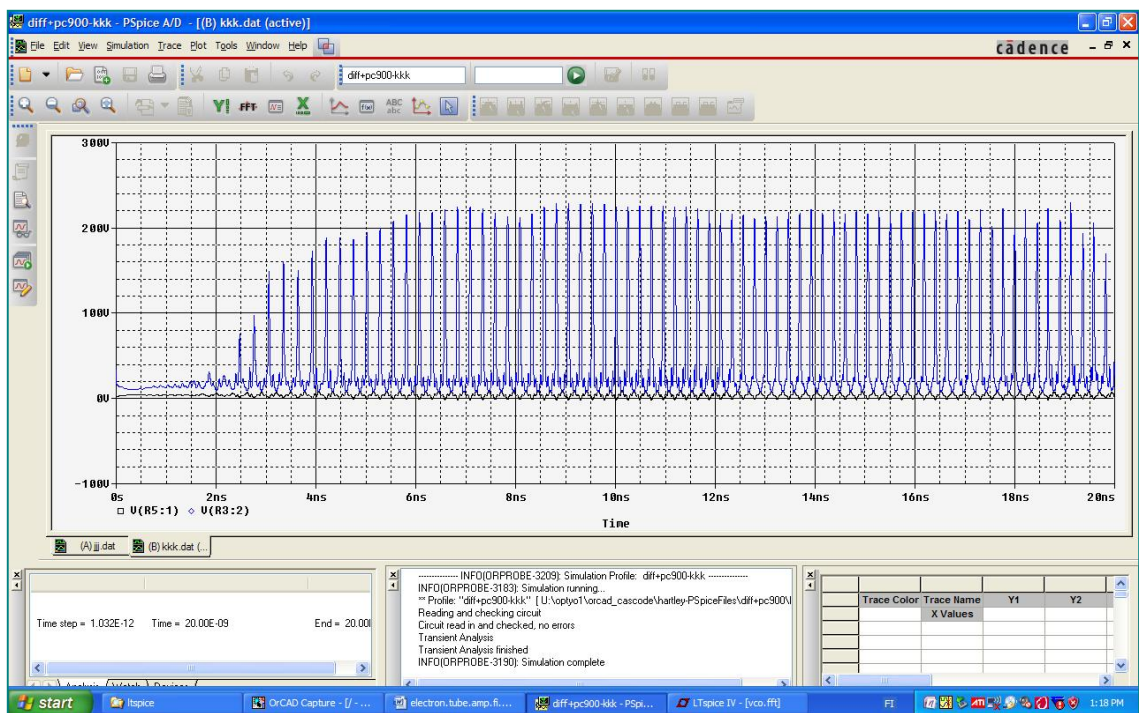 diff+pc900-kkk - PSpice A/D - [(B) kkk.dat (active)]
File Edit View Simulation Trace Plot Tools Window Help
cādence
diff+pc900-kkk
FFT
ABC
abc
300V
200V
100V
0V
-100V
0s 2ns 4ns 6ns 8ns 10ns 12ns 14ns 16ns 18ns 20ns
V(R5:1) V(R3:2)
Time
(A) jjj.dat (B) kkk.dat (...
Time step = 1.032E-12 Time = 20.00E-09 End = 20.00
Analysis Watch Devices
-------------- INFO(ORPROBE-3209): Simulation Profile: diff+pc900-kkk ---------------
INFO(ORPROBE-3183): Simulation running...
** Profile: "diff+pc900-kkk" [ U:\optyo1\orcad_cascode\hartley-PSpiceFiles\diff+pc900\
Reading and checking circuit
Circuit read in and checked, no errors
Transient Analysis
Transient Analysis finished
INFO(ORPROBE-3190): Simulation complete
Trace Color Trace Name Y1 Y2
X Values
start ltspice OrCAD Capture - [/ - ... electron.tube.amp.fi.... diff+pc900-kkk - PSpi... LTspice IV - [vco.fft] FI 1:18 PM